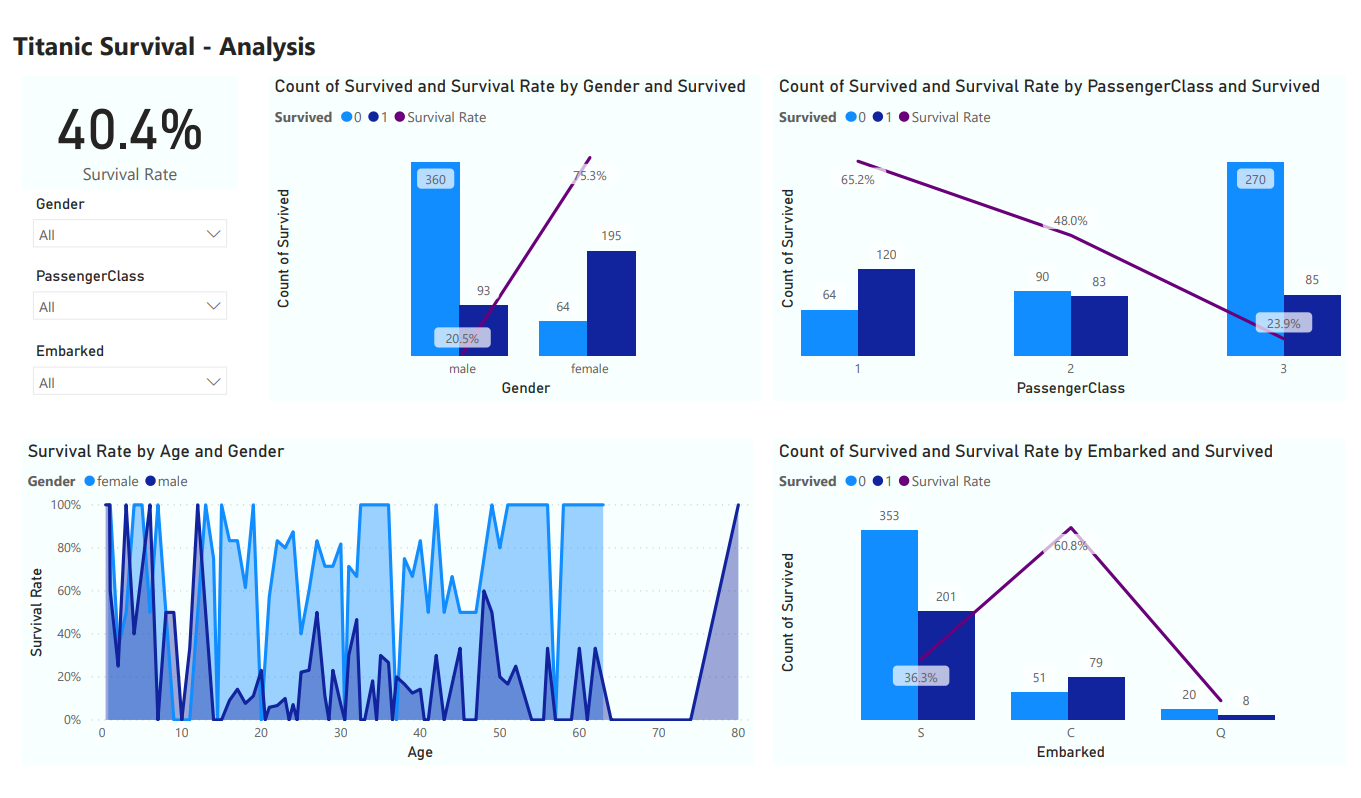 Titanic Survival - Analysis
40.4%
Survival Rate
Gender
All
PassengerClass
All
Embarked
All
Count of Survived and Survival Rate by Gender and Survived
Survived 0 1 Survival Rate
Count of Survived
360
93
20.5%
64
195
75.3%
male female
Gender
Count of Survived and Survival Rate by PassengerClass and Survived
Survived 0 1 Survival Rate
Count of Survived
65.2%
64
120
48.0%
90
83
270
85
23.9%
1 2 3
PassengerClass
Survival Rate by Age and Gender
Gender female male
Survival Rate
100%
80%
60%
40%
20%
0%
0 10 20 30 40 50 60 70 80
Age
Count of Survived and Survival Rate by Embarked and Survived
Survived 0 1 Survival Rate
Count of Survived
353
201
36.3%
60.8%
51
79
20
8
S C Q
Embarked